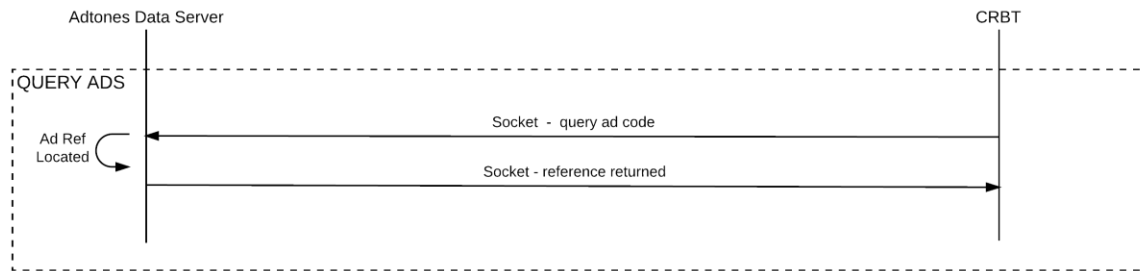 Adtones Data Server
CRBT
QUERY ADS
Socket - query ad code
Ad Ref
Located
Socket - reference returned